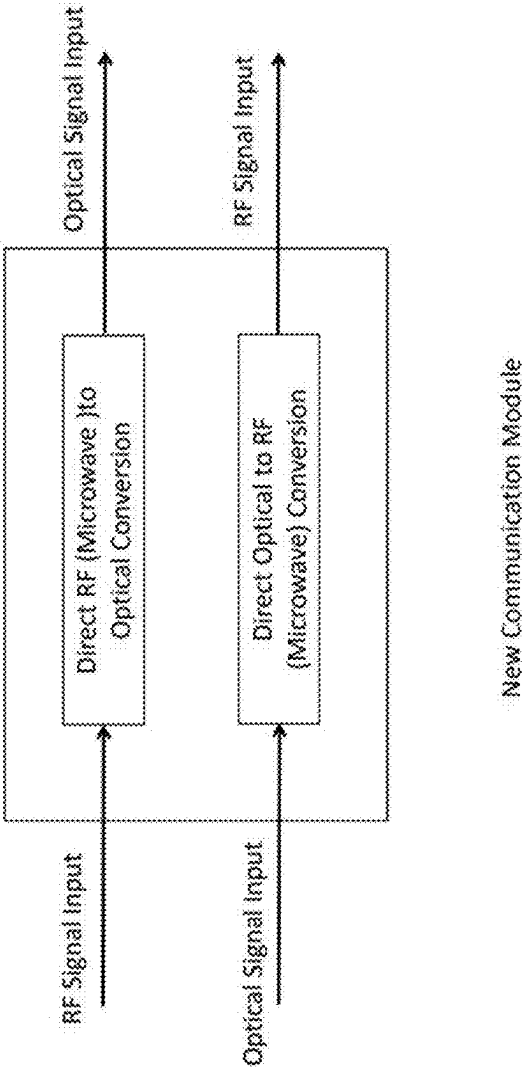 RF Signal Input
Direct RF (Microwave )to
Optical Conversion
Optical Signal Input
Optical Signal Input
Direct Optical to RF
(Microwave) Conversion
RF Signal Input
New Communication Module